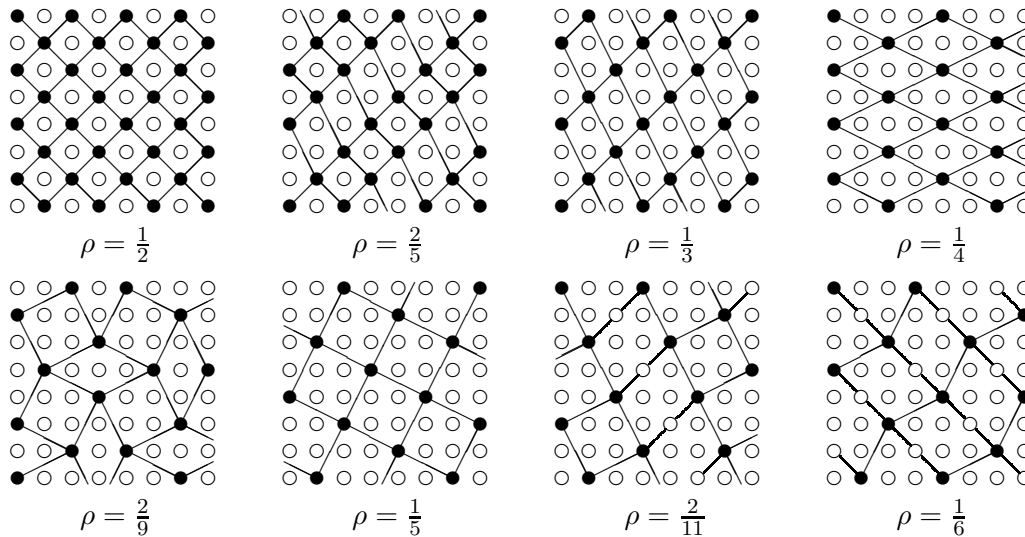 ρ = 1/2 ρ = 2/5 ρ = 1/3 ρ = 1/4
ρ = 2/9 ρ = 1/5 ρ = 2/11 ρ = 1/6